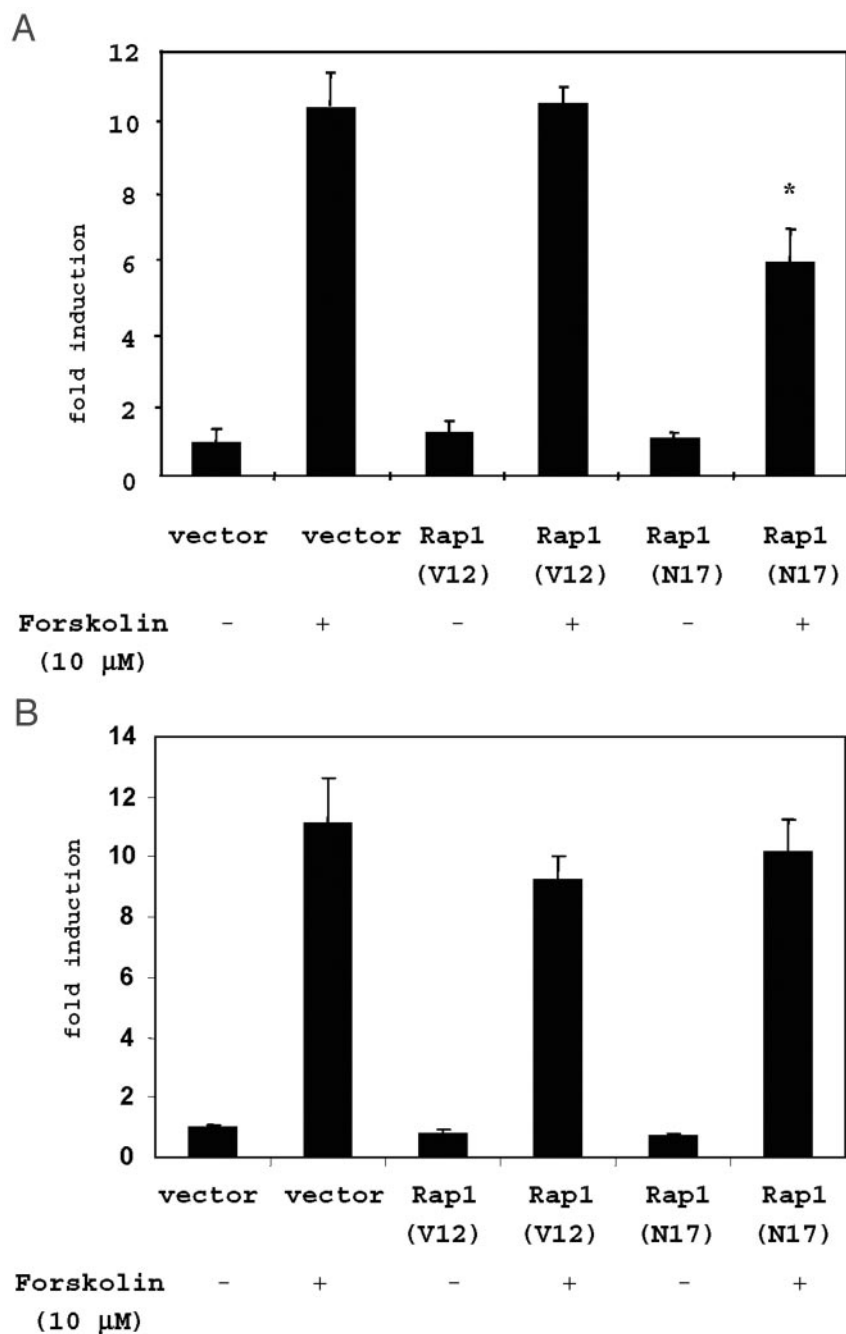 A
12
10
8
6
4
2
0
fold induction
*
vector vector Rap1 Rap1 Rap1 Rap1
(V12) (V12) (N17) (N17)
Forskolin - + - + - +
(10 μM)
B
14
12
10
8
6
4
2
0
fold induction
vector vector Rap1 Rap1 Rap1 Rap1
(V12) (V12) (N17) (N17)
Forskolin - + - + - +
(10 μM)